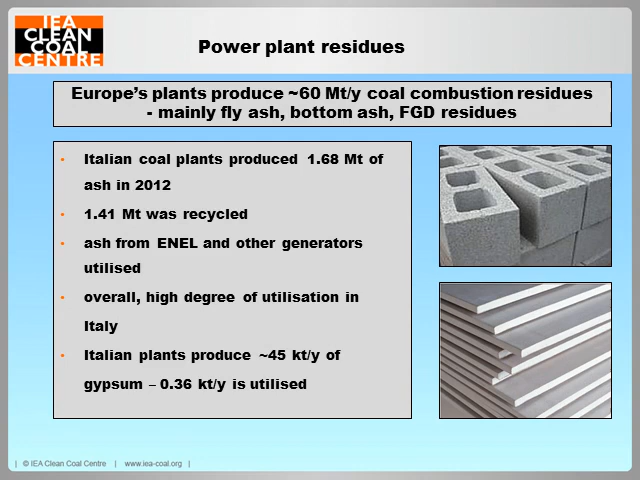 IEA
CLEAN
COAL
CENTRE
Power plant residues
Europe's plants produce ~60 Mt/y coal combustion residues
- mainly fly ash, bottom ash, FGD residues
• Italian coal plants produced 1.68 Mt of
ash in 2012
• 1.41 Mt was recycled
• ash from ENEL and other generators
utilised
• overall, high degree of utilisation in
Italy
• Italian plants produce ~45 kt/y of
gypsum – 0.36 kt/y is utilised
| © IEA Clean Coal Centre | www.iea-coal.org |